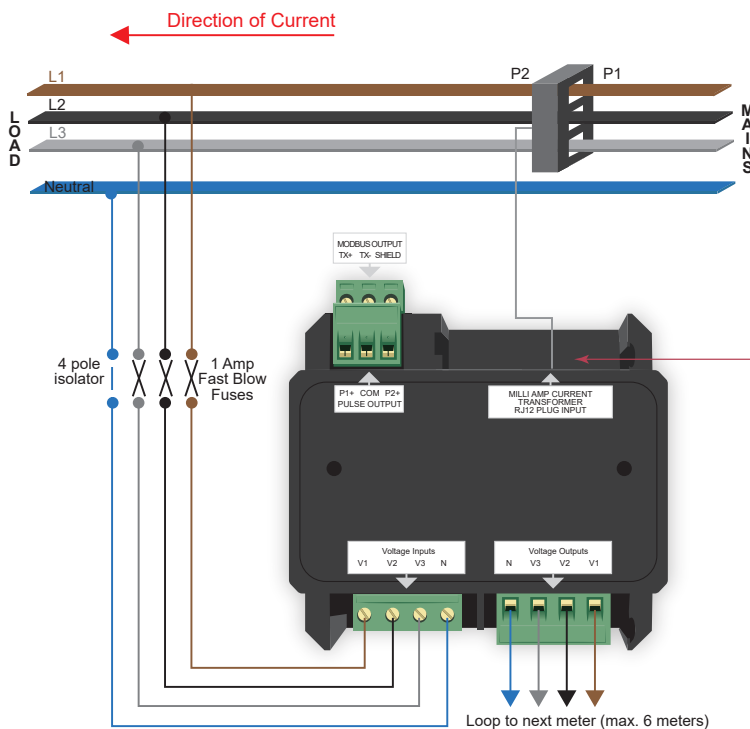 Direction of Current
L1
P2
P1
L2
L3
LOAD
MAINS
Neutral
MODBUS OUTPUT
TX+ TX- SHIELD
4 pole
isolator
1 Amp
Fast Blow
Fuses
P1+ COM P2+
PULSE OUTPUT
MILLI AMP CURRENT
TRANSFORMER
RJ12 PLUG INPUT
Voltage Inputs
V1 V2 V3 N
Voltage Outputs
N V3 V2 V1
Loop to next meter (max. 6 meters)